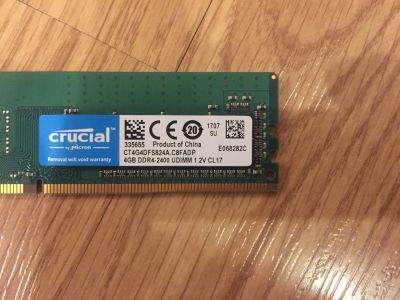 crucial™
by Micron
Removal will void warranty
20
1707
SU
335655 Product of China
E068282C
CT4G4DFS824A.C8FADP
4GB DDR4-2400 UDIMM 1.2V CL17